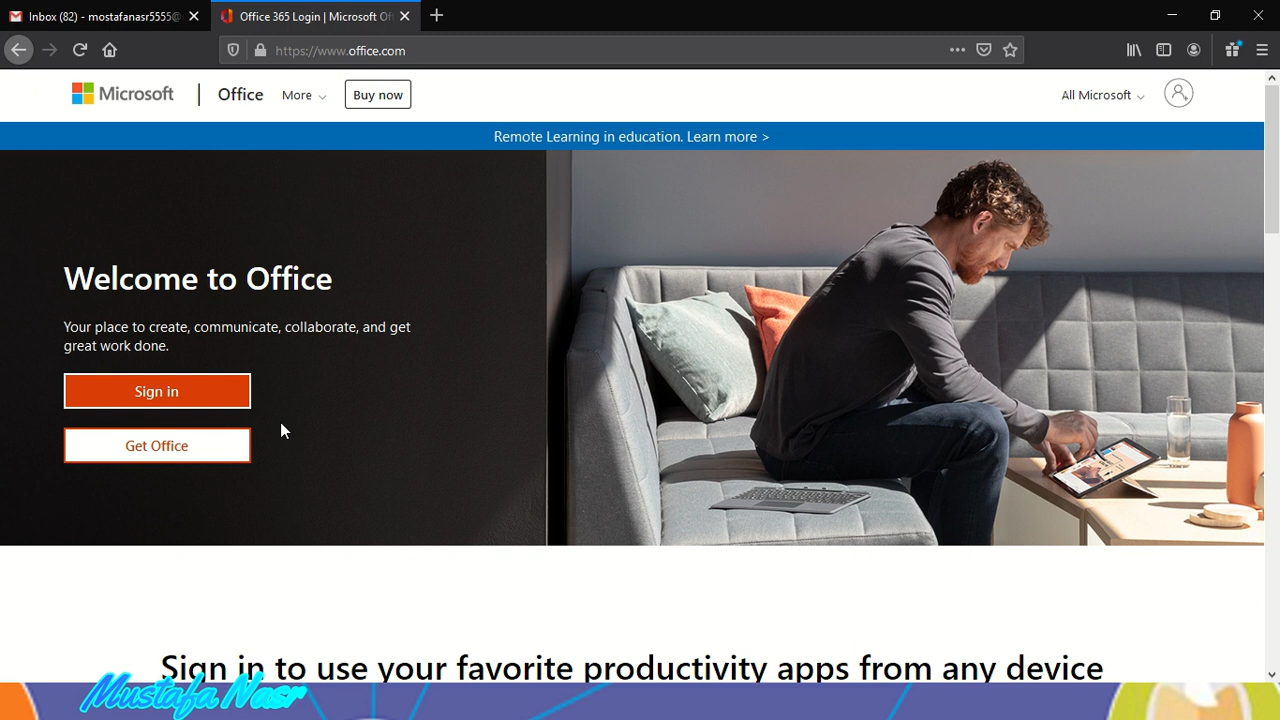 Inbox (82) - mostafanasr5555@
Office 365 Login | Microsoft Of
https://www.office.com
Microsoft
Office
More
Buy now
All Microsoft
Remote Learning in education. Learn more >
Welcome to Office
Your place to create, communicate, collaborate, and get
great work done.
Sign in
Get Office
Sign in to use your favorite productivity apps from any device
Mustafa Nasr